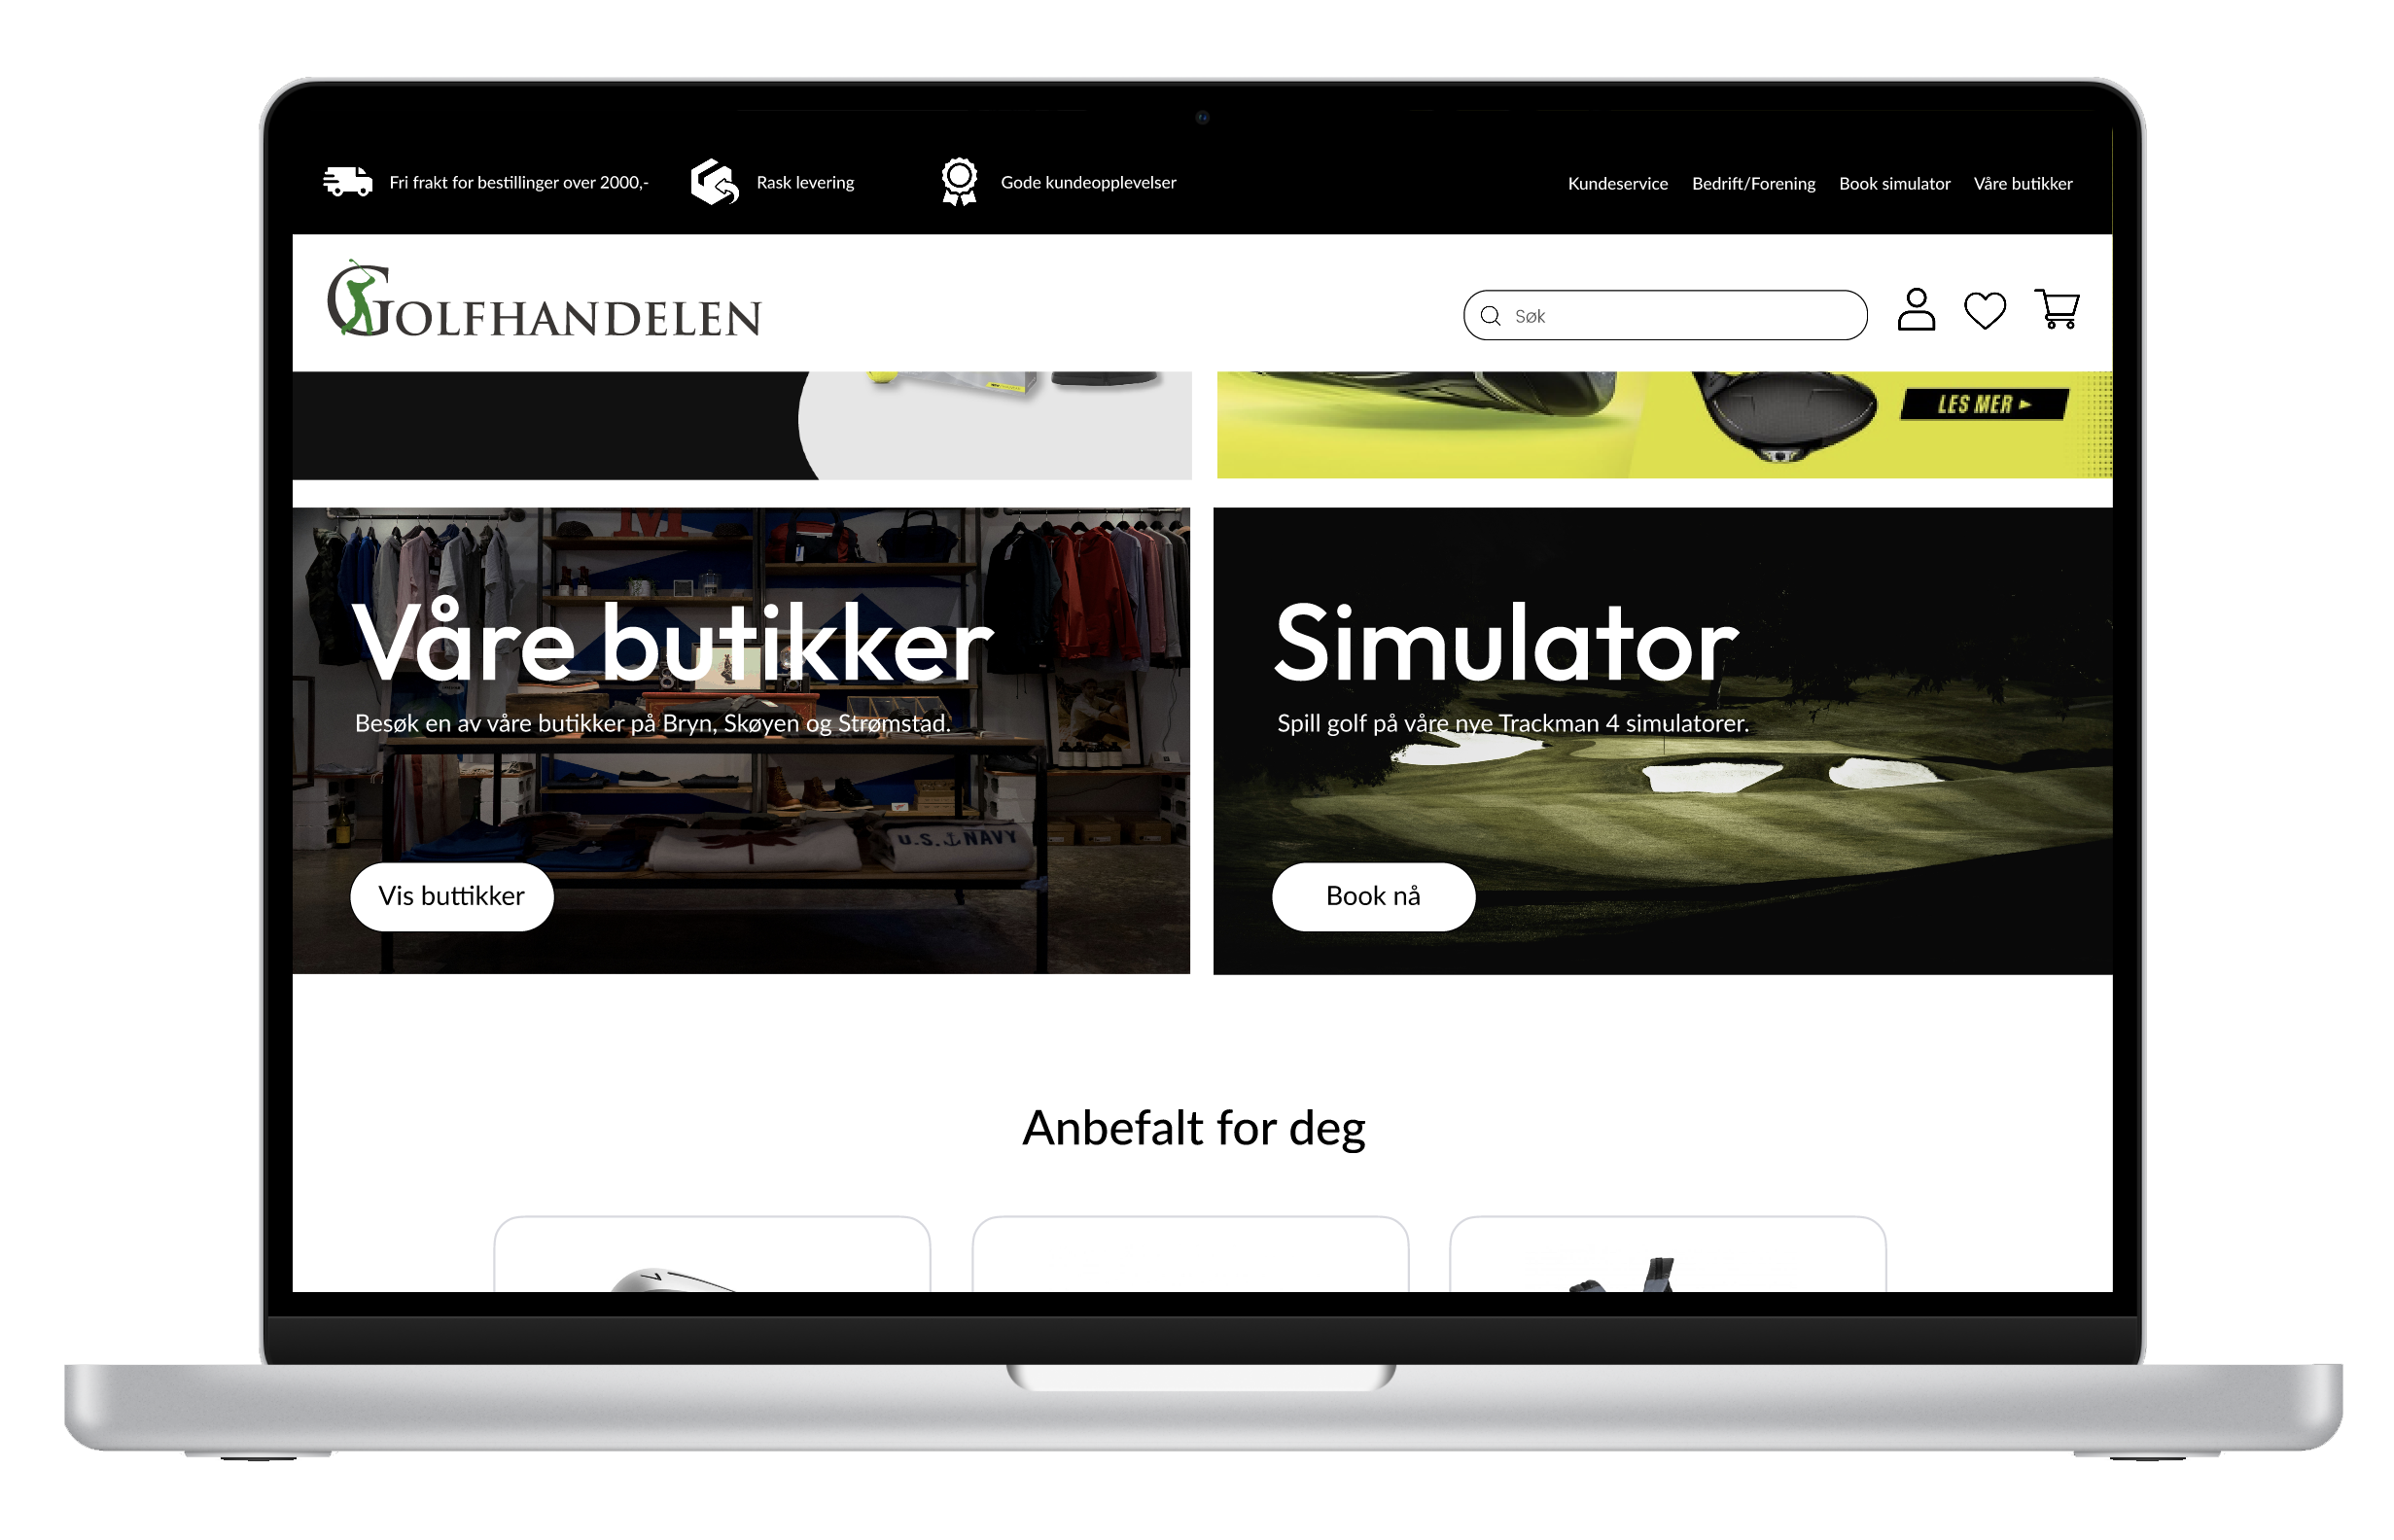 Fri frakt for bestillinger over 2000,-
Rask levering
Gode kundeopplevelser
Kundeservice
Bedrift/Forening
Book simulator
Våre butikker
GOLFHANDELEN
Søk
LES MER
M
Våre butikker
Besøk en av våre butikker på Bryn, Skøyen og Strømstad.
U.S. NAVY
Vis buttikker
Simulator
Spill golf på våre nye Trackman 4 simulatorer.
Book nå
Anbefalt for deg